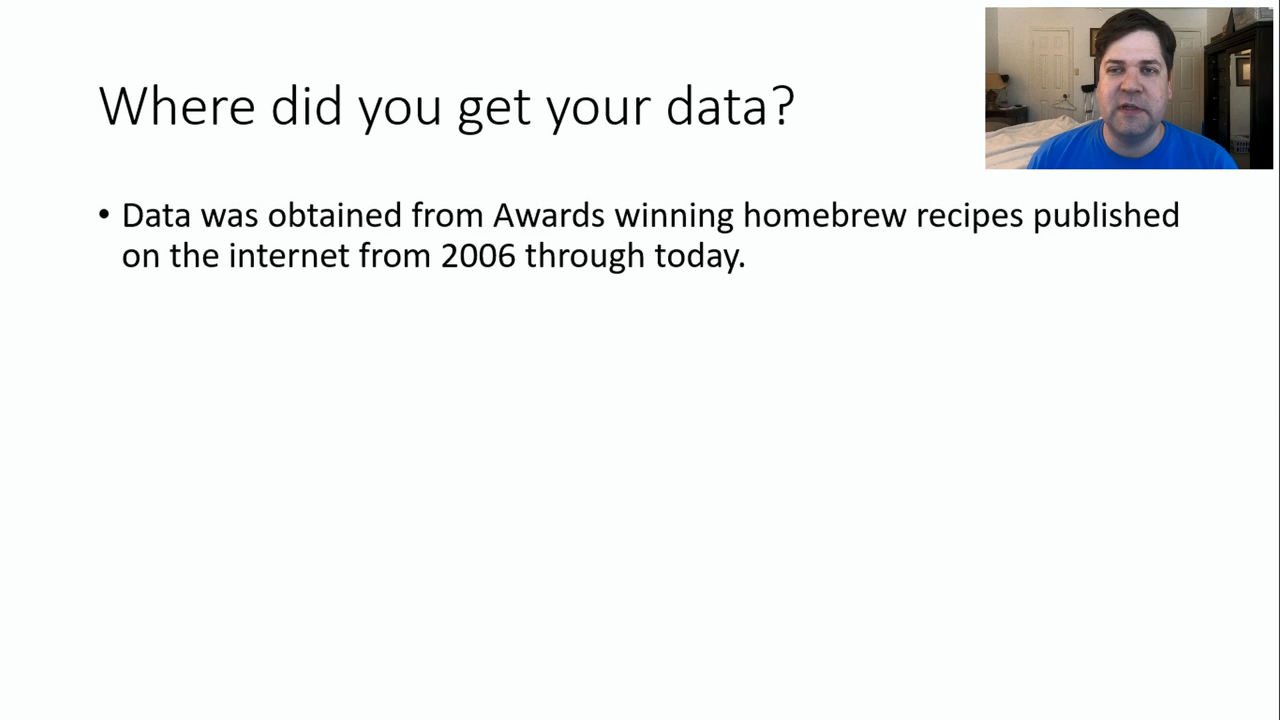 Where did you get your data?
• Data was obtained from Awards winning homebrew recipes published
on the internet from 2006 through today.